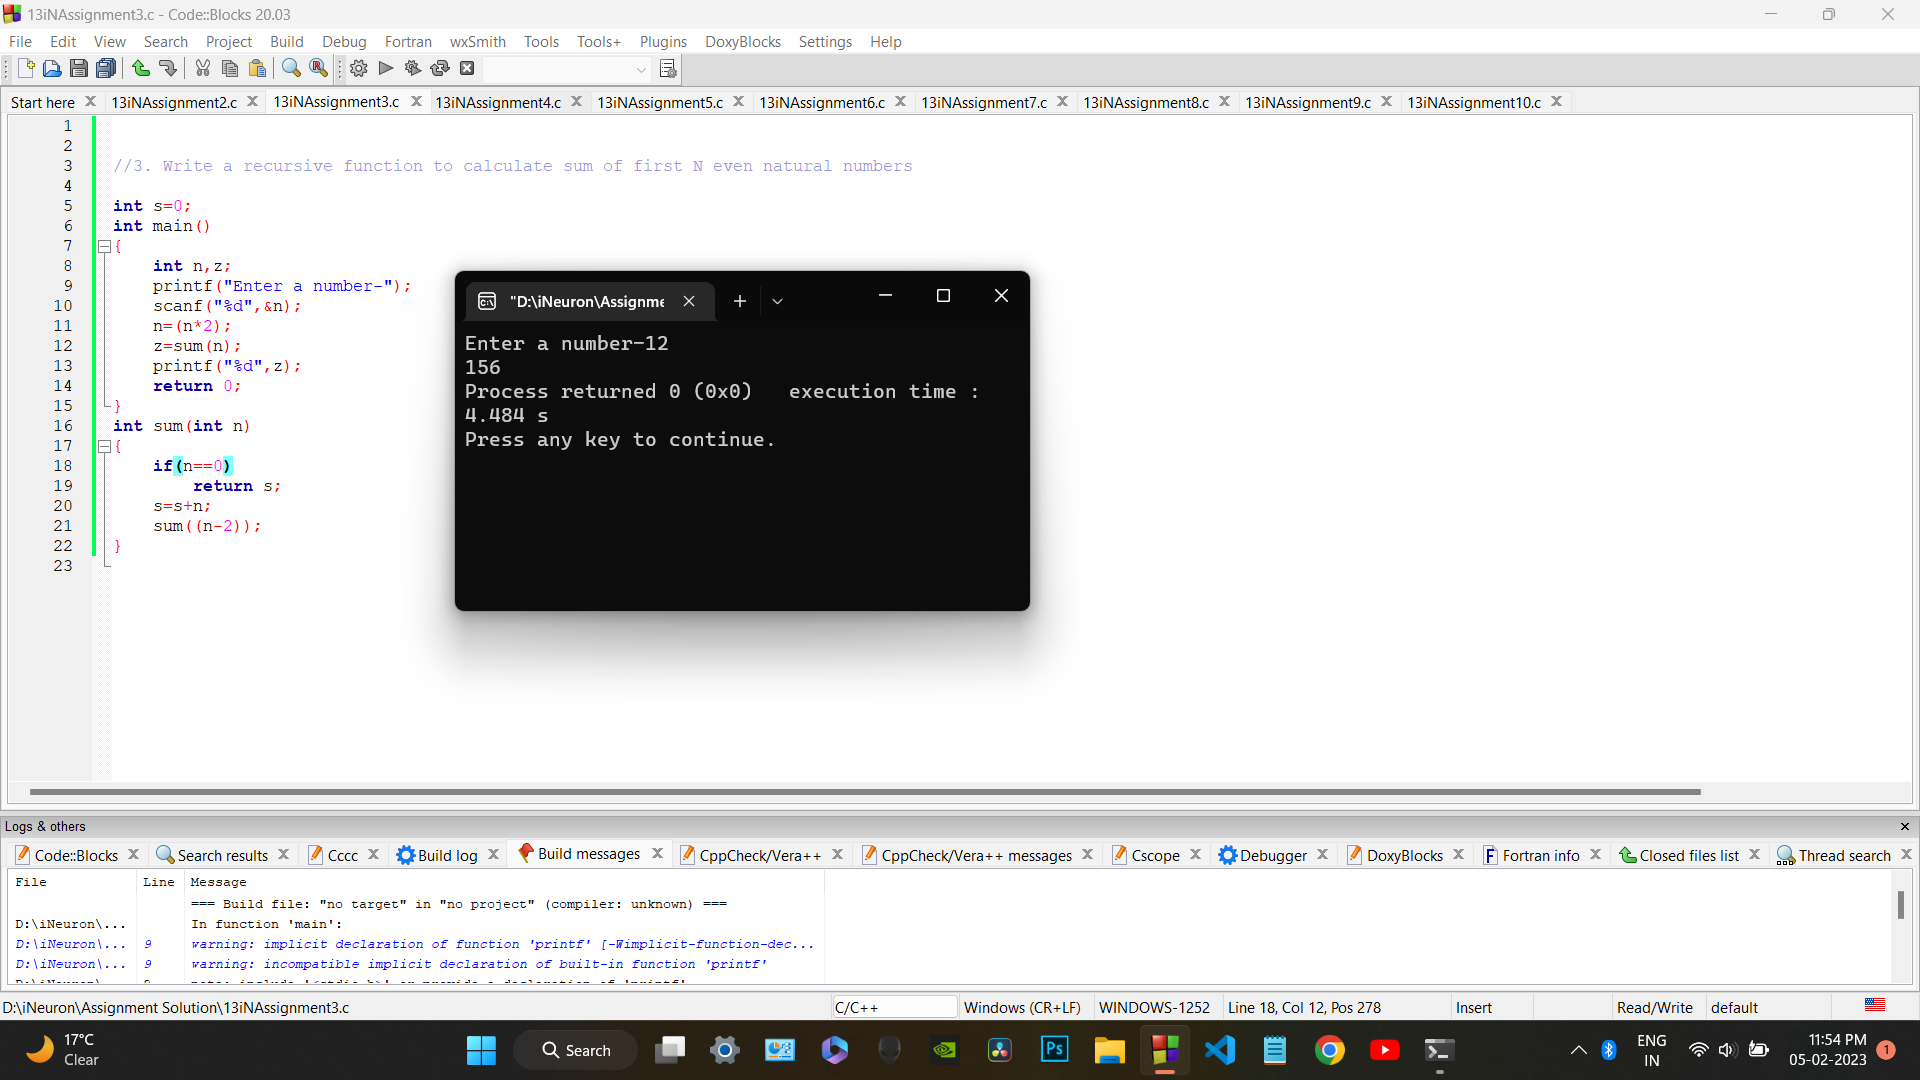 13iNAssignment3.c - Code::Blocks 20.03
File Edit View Search Project Build Debug Fortran wxSmith Tools Tools+ Plugins DoxyBlocks Settings Help
Start here 13iNAssignment2.c 13iNAssignment3.c 13iNAssignment4.c 13iNAssignment5.c 13iNAssignment6.c 13iNAssignment7.c 13iNAssignment8.c 13iNAssignment9.c 13iNAssignment10.c
1
2
3 //3. Write a recursive function to calculate sum of first N even natural numbers
4
5 int s=0;
6 int main()
7 {
8 int n,z;
9 printf("Enter a number-");
10 scanf("%d",&n);
11 n=(n*2);
12 z=sum(n);
13 printf("%d",z);
14 return 0;
15 }
16 int sum(int n)
17 {
18 if(n==0)
19 return s;
20 s=s+n;
21 sum((n-2));
22 }
23
"D:\iNeuron\Assignme
Enter a number-12
156
Process returned 0 (0x0) execution time :
4.484 s
Press any key to continue.
Logs & others
Code::Blocks Search results Cccc Build log Build messages CppCheck/Vera++ CppCheck/Vera++ messages Cscope Debugger DoxyBlocks Fortran info Closed files list Thread search
File Line Message
=== Build file: "no target" in "no project" (compiler: unknown) ===
D:\iNeuron\... In function 'main':
D:\iNeuron\... 9 warning: implicit declaration of function 'printf' [-Wimplicit-function-dec...
D:\iNeuron\... 9 warning: incompatible implicit declaration of built-in function 'printf'
D:\iNeuron\Assignment Solution\13iNAssignment3.c C/C++ Windows (CR+LF) WINDOWS-1252 Line 18, Col 12, Pos 278 Insert Read/Write default
17°C
Clear
Search
Ps
ENG
IN
11:54 PM
05-02-2023
1